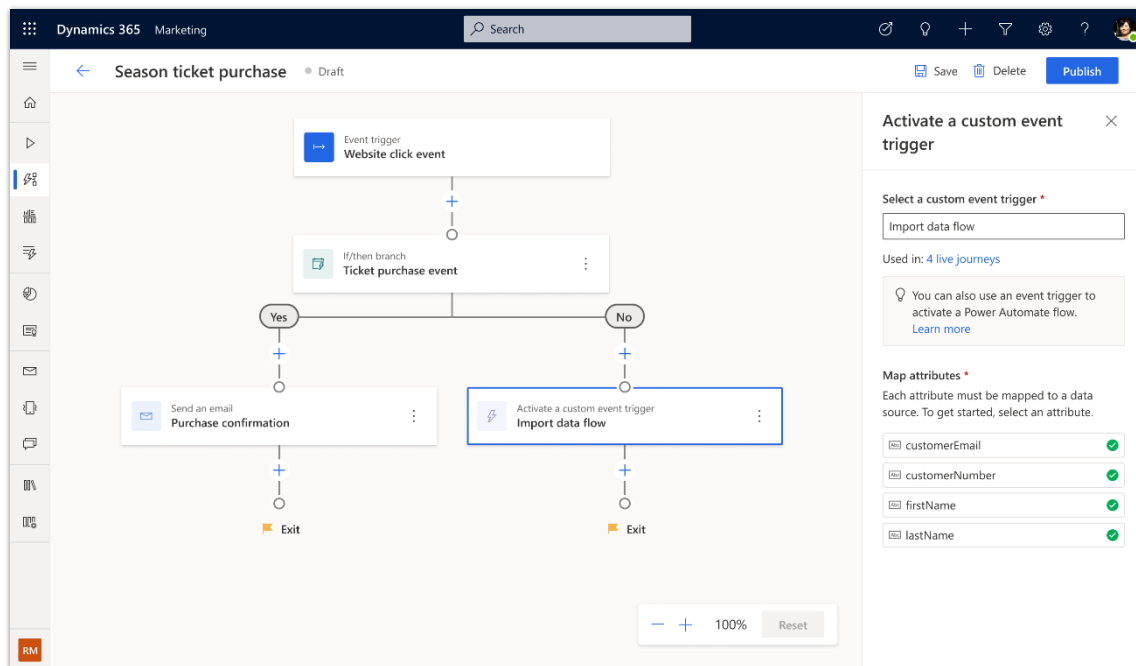 Dynamics 365 Marketing
Search
Season ticket purchase Draft
Save Delete Publish
Event trigger
Website click event
If/then branch
Ticket purchase event
Yes
No
Send an email
Purchase confirmation
Activate a custom event trigger
Import data flow
Exit
Exit
100% Reset
RM
Activate a custom event
trigger
Select a custom event trigger *
Import data flow
Used in: 4 live journeys
You can also use an event trigger to
activate a Power Automate flow.
Learn more
Map attributes *
Each attribute must be mapped to a data
source. To get started, select an attribute.
Abc customerEmail
Abc customerNumber
Abc firstName
Abc lastName